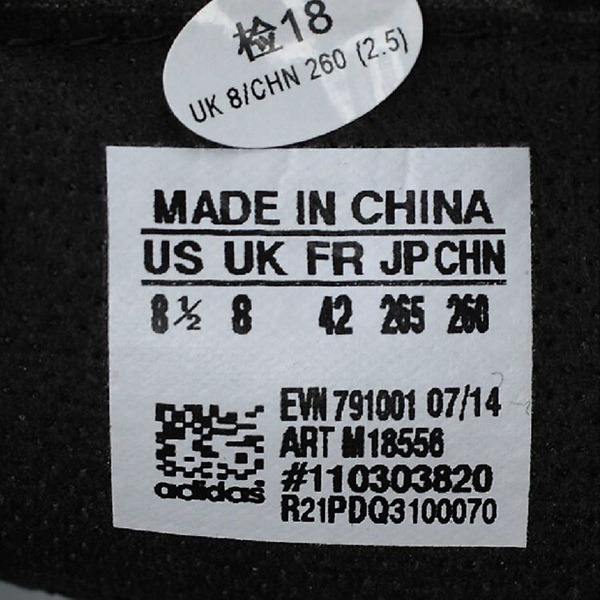 检18
UK 8/CHN 260 (2.5)
MADE IN CHINA
US UK FR JP CHN
8½ 8 42 265 260
EVN 791001 07/14
ART M18556
#110303820
adidas
R21PDQ3100070